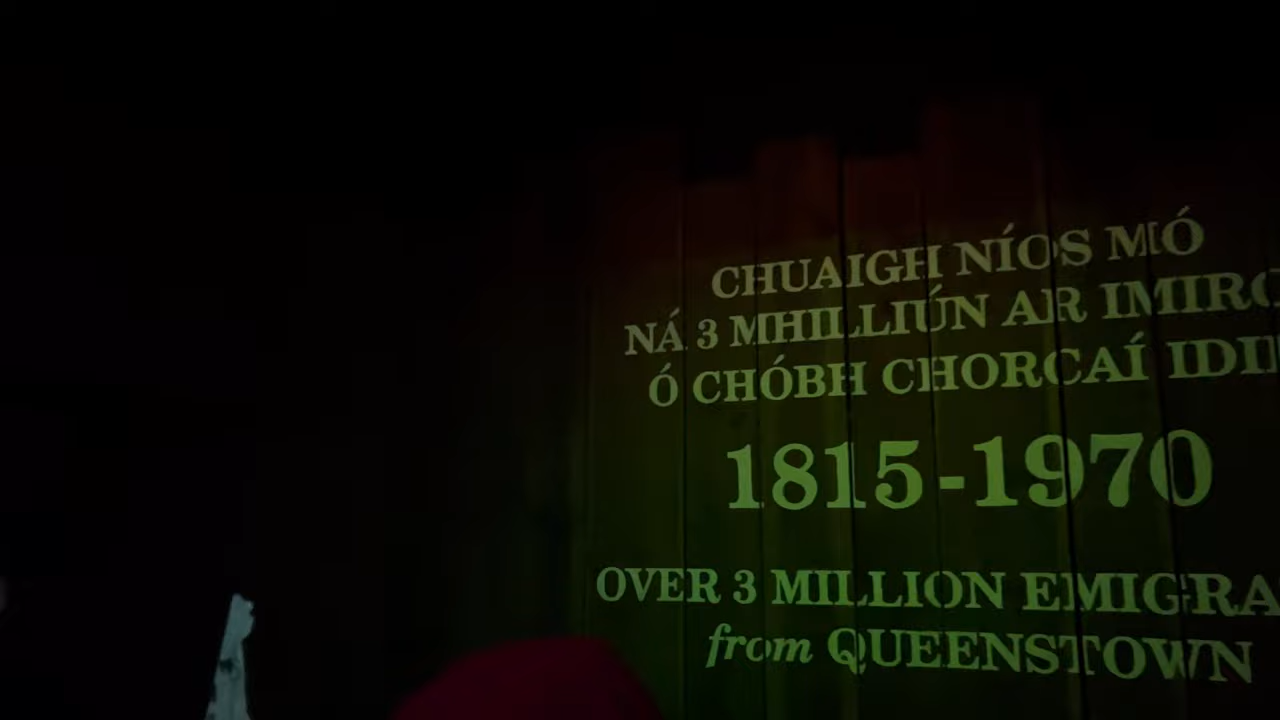 CHUAIGH NÍOS MÓ
NÁ 3 MHILLIÚN AR
Ó CHÓBH CHORCAÍ
1815-1970
OVER 3 MILLION
from QUEENSTOWN